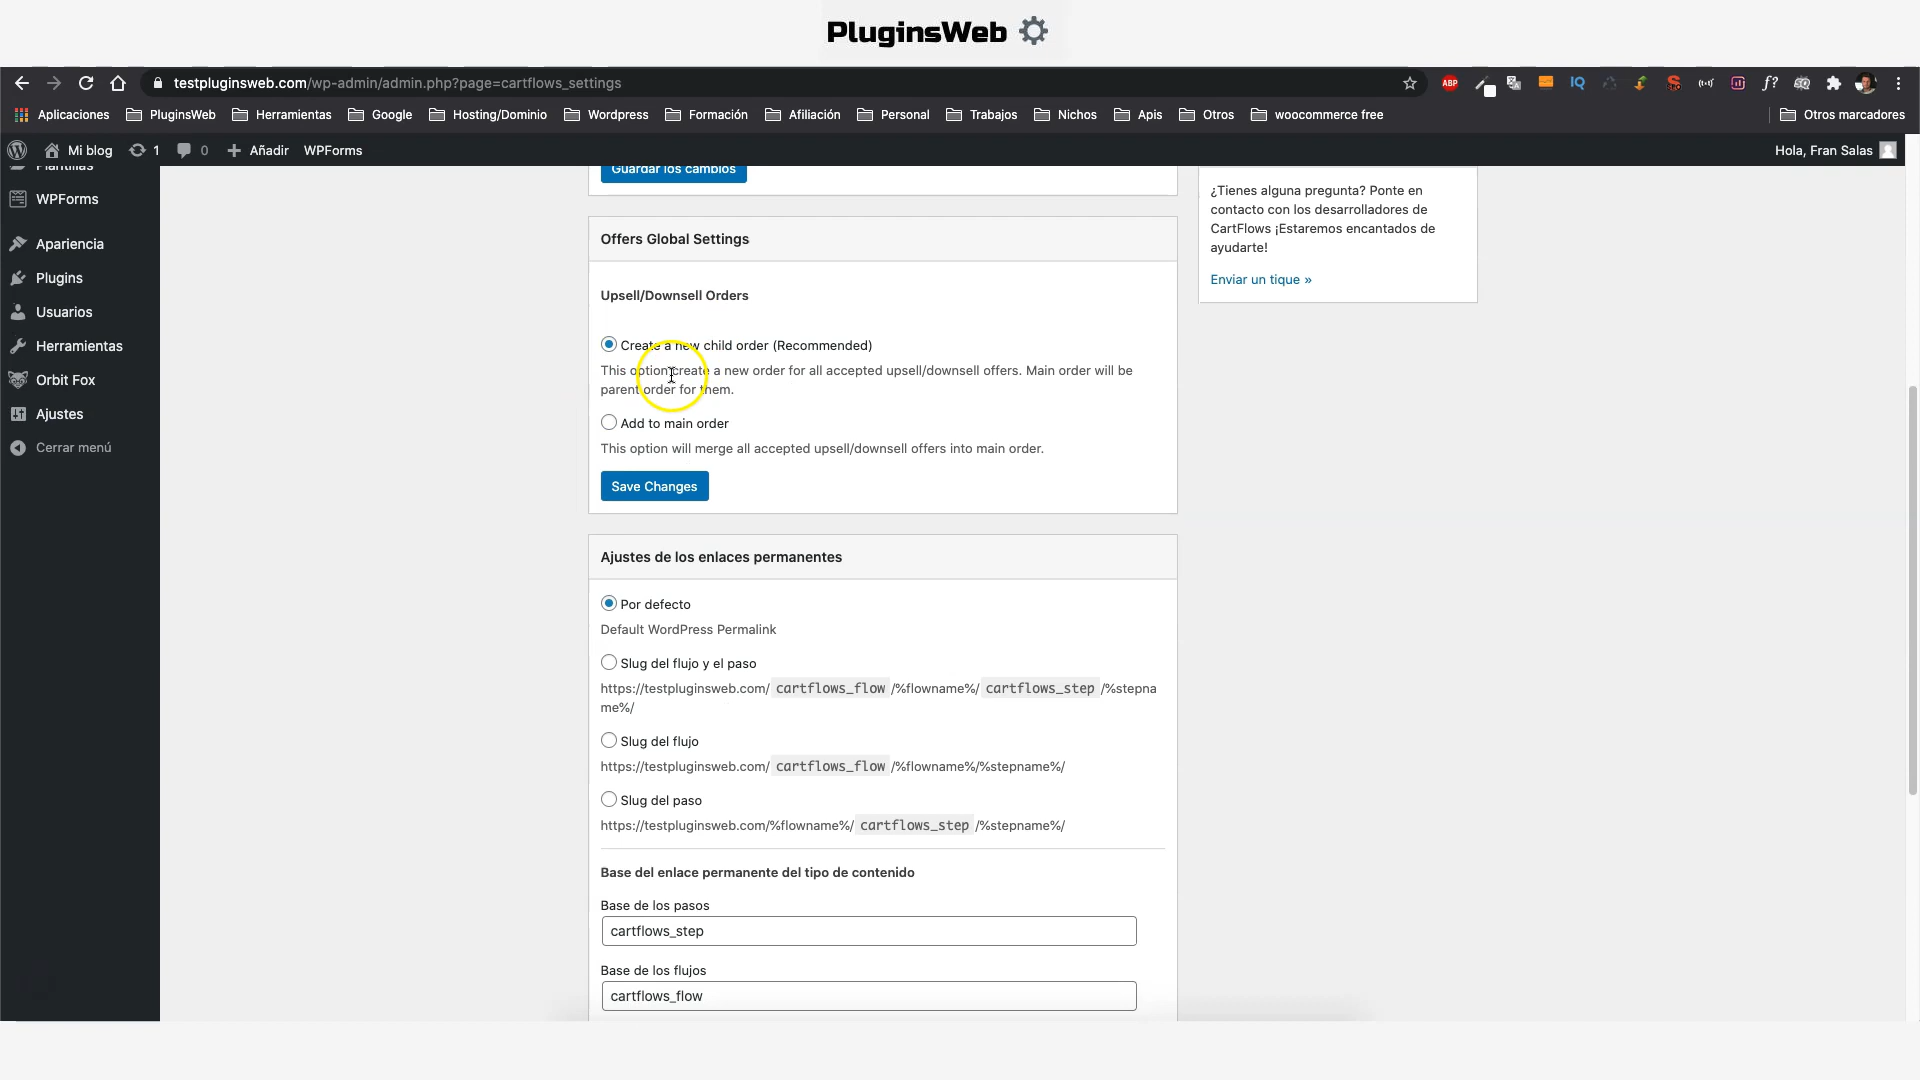 PluginsWeb
testpluginsweb.com/wp-admin/admin.php?page=cartflows_settings
ABP
IQ
f?
Aplicaciones PluginsWeb Herramientas Google Hosting/Dominio Wordpress Formación Afiliación Personal Trabajos Nichos Apis Otros woocommerce free Otros marcadores
Mi blog 1 0 Añadir WPForms Hola, Fran Salas
Plantillas
WPForms
Apariencia
Plugins
Usuarios
Herramientas
Orbit Fox
Ajustes
Cerrar menú
Guardar los cambios
Offers Global Settings
Upsell/Downsell Orders
Create a new child order (Recommended)
This option create a new order for all accepted upsell/downsell offers. Main order will be
parent order for them.
Add to main order
This option will merge all accepted upsell/downsell offers into main order.
Save Changes
Ajustes de los enlaces permanentes
Por defecto
Default WordPress Permalink
Slug del flujo y el paso
https://testpluginsweb.com/ cartflows_flow /%flowname%/ cartflows_step /%stepna
me%/
Slug del flujo
https://testpluginsweb.com/ cartflows_flow /%flowname%/%stepname%/
Slug del paso
https://testpluginsweb.com/%flowname%/ cartflows_step /%stepname%/
Base del enlace permanente del tipo de contenido
Base de los pasos
cartflows_step
Base de los flujos
cartflows_flow
¿Tienes alguna pregunta? Ponte en
contacto con los desarrolladores de
CartFlows ¡Estaremos encantados de
ayudarte!
Enviar un tique »